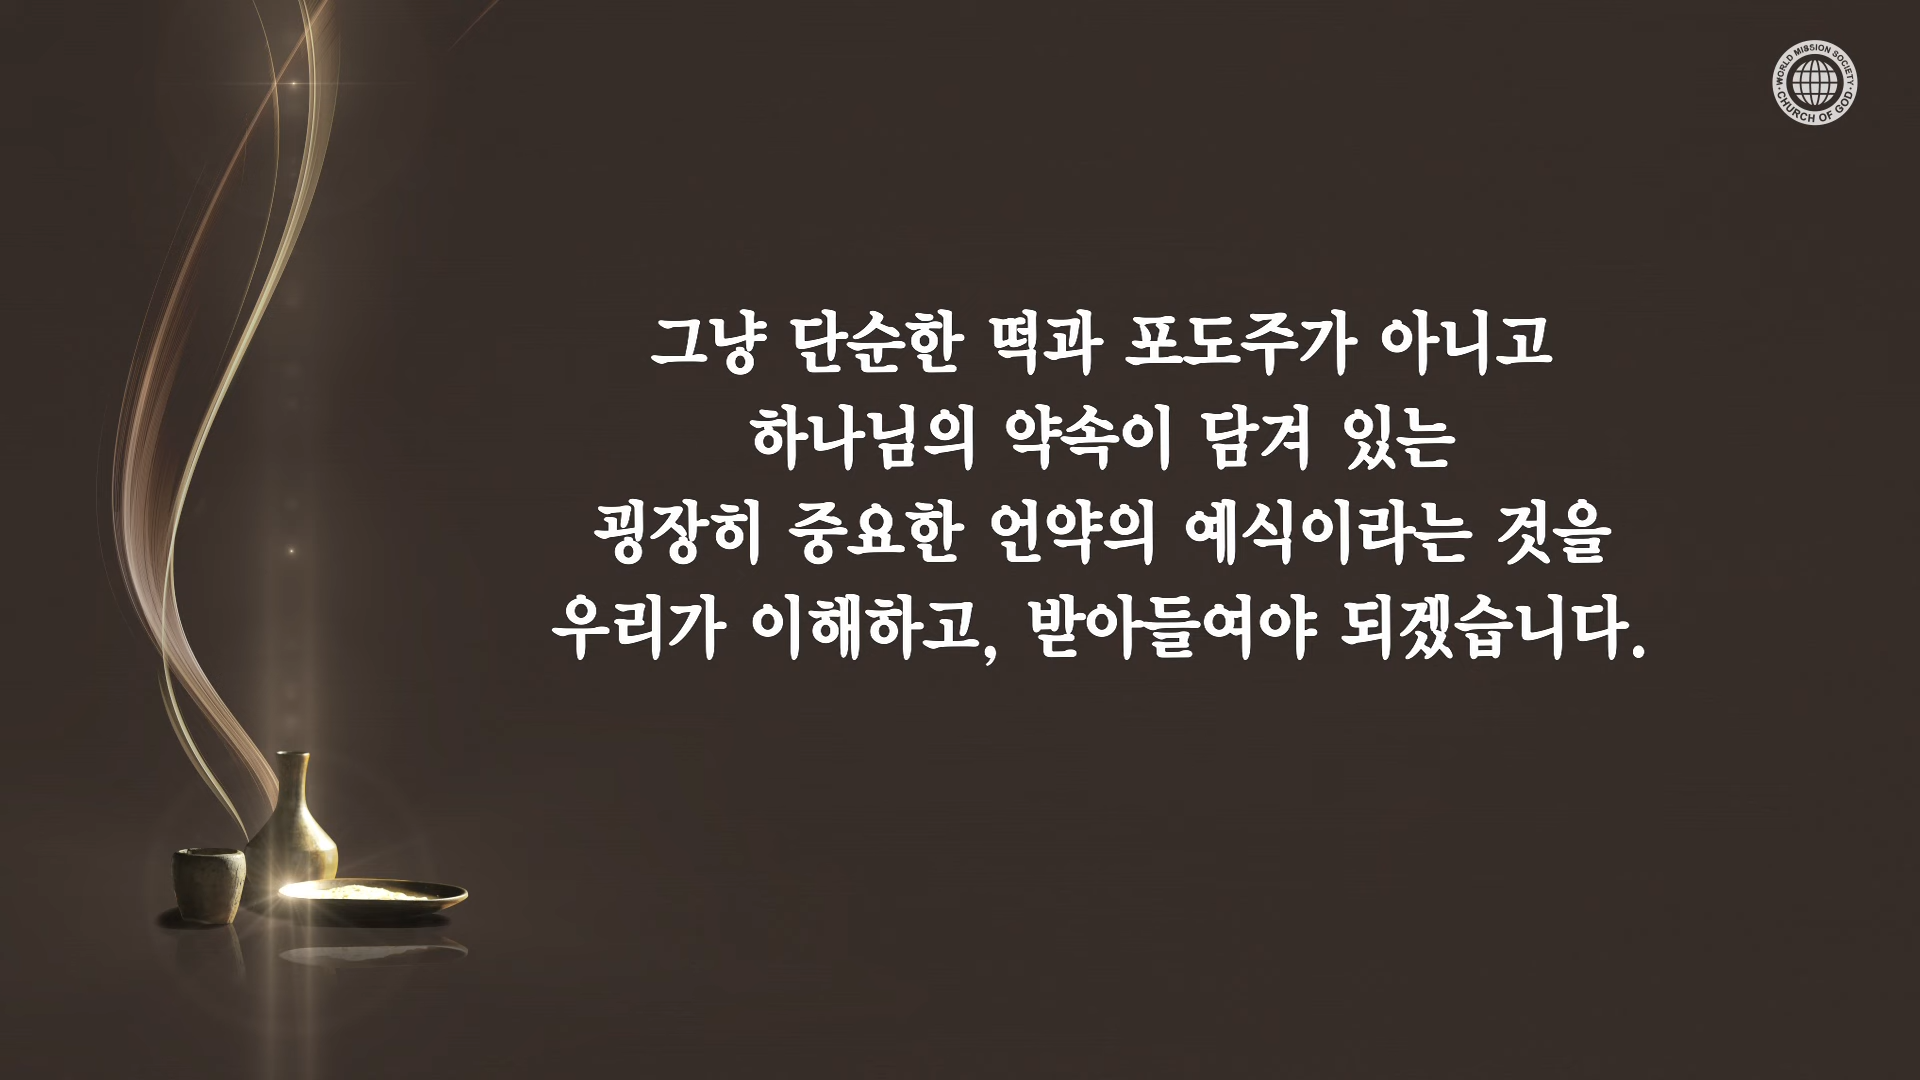 WORLD MISSION SOCIETY
CHURCH OF GOD
그냥 단순한 떡과 포도주가 아니고
하나님의 약속이 담겨 있는
굉장히 중요한 언약의 예식이라는 것을
우리가 이해하고, 받아들여야 되겠습니다.